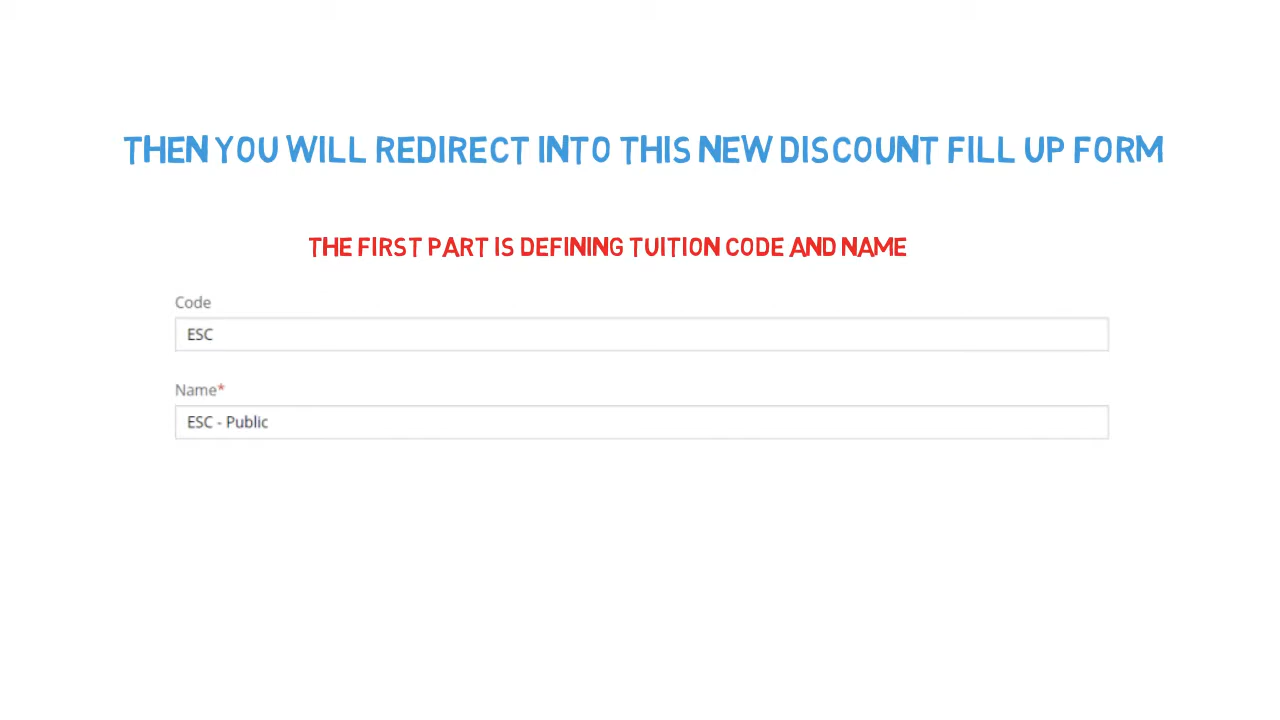 THEN YOU WILL REDIRECT INTO THIS NEW DISCOUNT FILL UP FORM
THE FIRST PART IS DEFINING TUITION CODE AND NAME
Code
ESC
Name*
ESC - Public